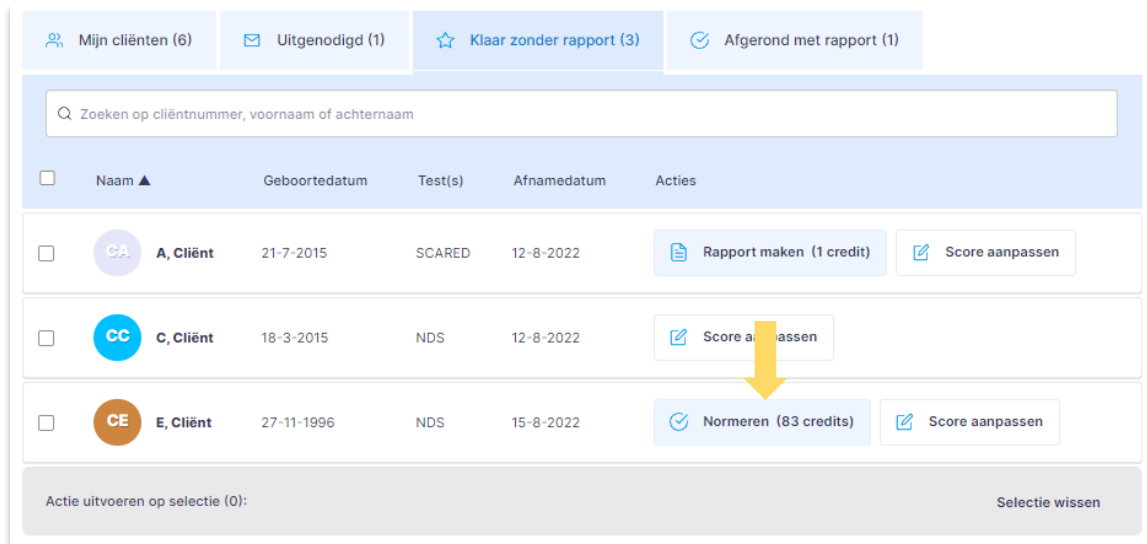 Mijn cliënten (6) Uitgenodigd (1) Klaar zonder rapport (3) Afgerond met rapport (1)
Zoeken op cliëntnummer, voornaam of achternaam
Naam ▲ Geboortedatum Test(s) Afnamedatum Acties
CA A, Cliënt 21-7-2015 SCARED 12-8-2022 Rapport maken (1 credit) Score aanpassen
CC C, Cliënt 18-3-2015 NDS 12-8-2022 Score aanpassen
CE E, Cliënt 27-11-1996 NDS 15-8-2022 Normeren (83 credits) Score aanpassen
Actie uitvoeren op selectie (0): Selectie wissen